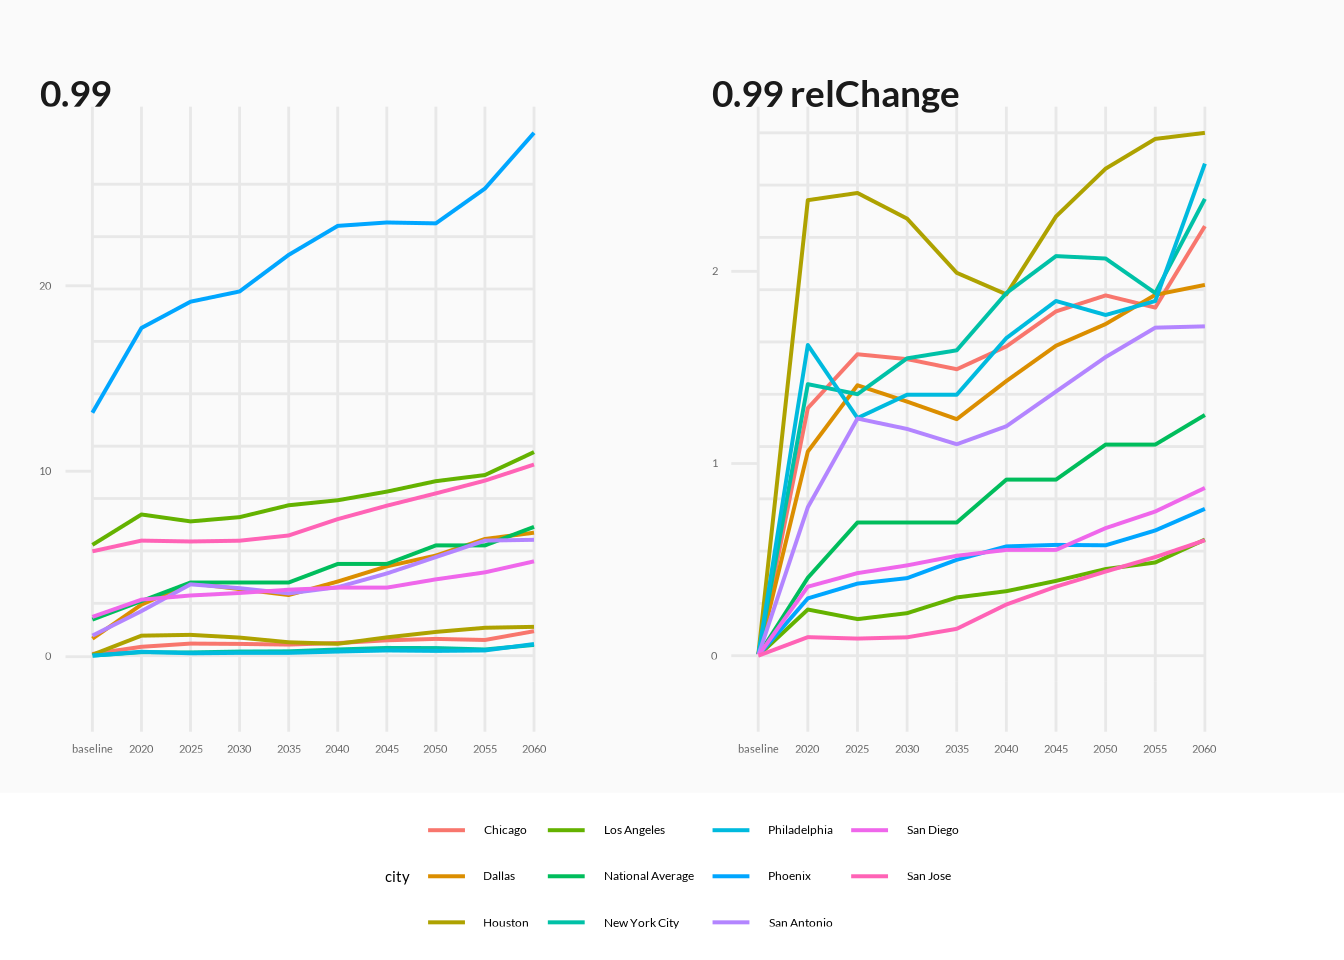 0.99
0.99 relChange
20
10
0
2
1
0
baseline 2020 2025 2030 2035 2040 2045 2050 2055 2060
baseline 2020 2025 2030 2035 2040 2045 2050 2055 2060
Chicago Los Angeles Philadelphia San Diego
city Dallas National Average Phoenix San Jose
Houston New York City San Antonio